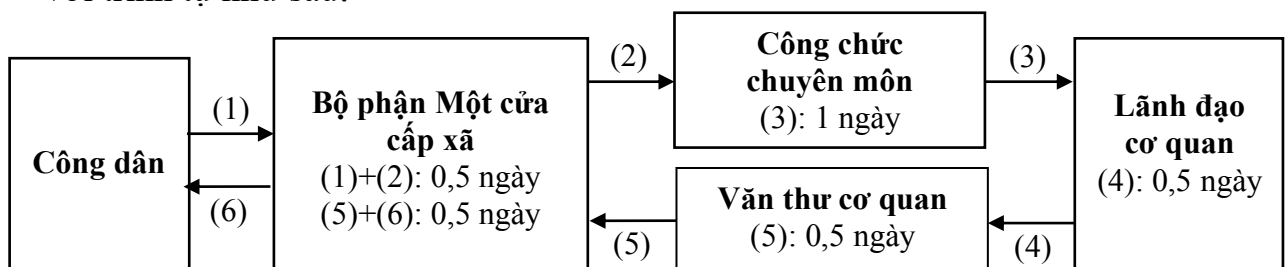 (1)
(2)
(3)
(4)
(5)
(6)
Công dân
Bộ phận Một cửa
cấp xã
(1)+(2): 0,5 ngày
(5)+(6): 0,5 ngày
Công chức
chuyên môn
(3): 1 ngày
Lãnh đạo
cơ quan
(4): 0,5 ngày
Văn thư cơ quan
(5): 0,5 ngày